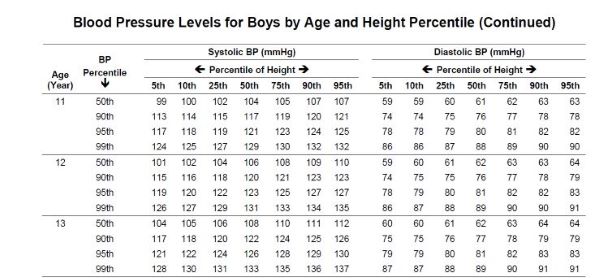 Blood Pressure Levels for Boys by Age and Height Percentile (Continued)
Systolic BP (mmHg) Diastolic BP (mmHg)
BP
Age Percentile ← Percentile of Height → ← Percentile of Height →
(Year) ↓ 5th 10th 25th 50th 75th 90th 95th 5th 10th 25th 50th 75th 90th 95th
11 50th 99 100 102 104 105 107 107 59 59 60 61 62 63 63
90th 113 114 115 117 119 120 121 74 74 75 76 77 78 78
95th 117 118 119 121 123 124 125 78 78 79 80 81 82 82
99th 124 125 127 129 130 132 132 86 86 87 88 89 90 90
12 50th 101 102 104 106 108 109 110 59 60 61 62 63 63 64
90th 115 116 118 120 121 123 123 74 75 75 76 77 78 79
95th 119 120 122 123 125 127 127 78 79 80 81 82 82 83
99th 126 127 129 131 133 134 135 86 87 88 89 90 90 91
13 50th 104 105 106 108 110 111 112 60 60 61 62 63 64 64
90th 117 118 120 122 124 125 126 75 75 76 77 78 79 79
95th 121 122 124 126 128 129 130 79 79 80 81 82 83 83
99th 128 130 131 133 135 136 137 87 87 88 89 90 91 91